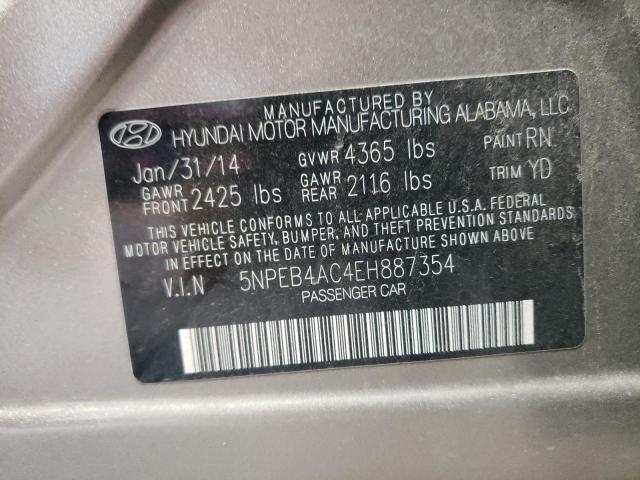 MANUFACTURED BY
HYUNDAI MOTOR MANUFACTURING ALABAMA, LLC
Jan/31/14 GVWR 4365 lbs PAINT RN
GAWR FRONT 2425 lbs GAWR REAR 2116 lbs TRIM YD
THIS VEHICLE CONFORMS TO ALL APPLICABLE U.S.A. FEDERAL
MOTOR VEHICLE SAFETY, BUMPER, AND THEFT PREVENTION STANDARDS
IN EFFECT ON THE DATE OF MANUFACTURE SHOWN ABOVE
V.I.N 5NPEB4AC4EH887354
PASSENGER CAR